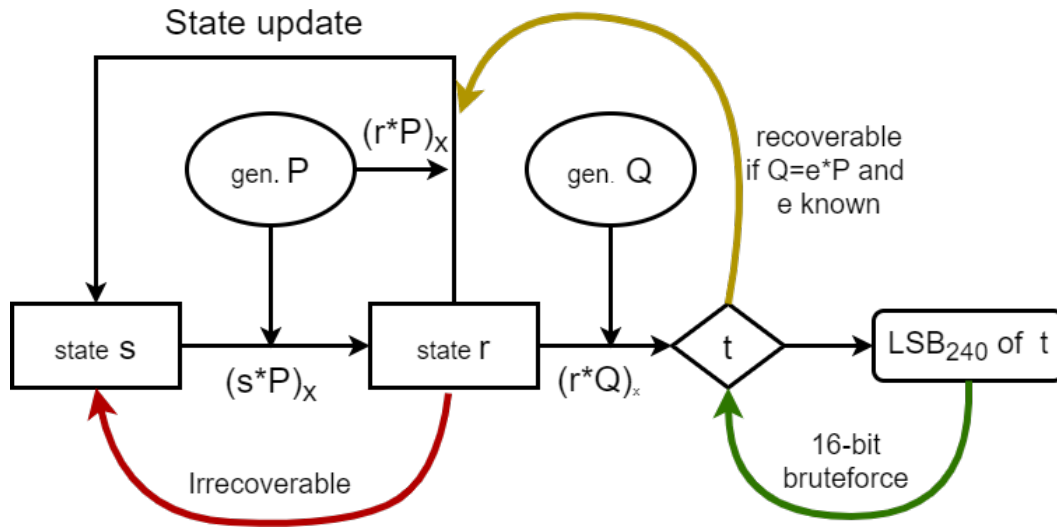 State update
(r*P)x
gen. P
gen. Q
recoverable
if Q=e*P and
e known
state s
(s*P)x
state r
(r*Q)x
t
LSB240 of t
Irrecoverable
16-bit
bruteforce